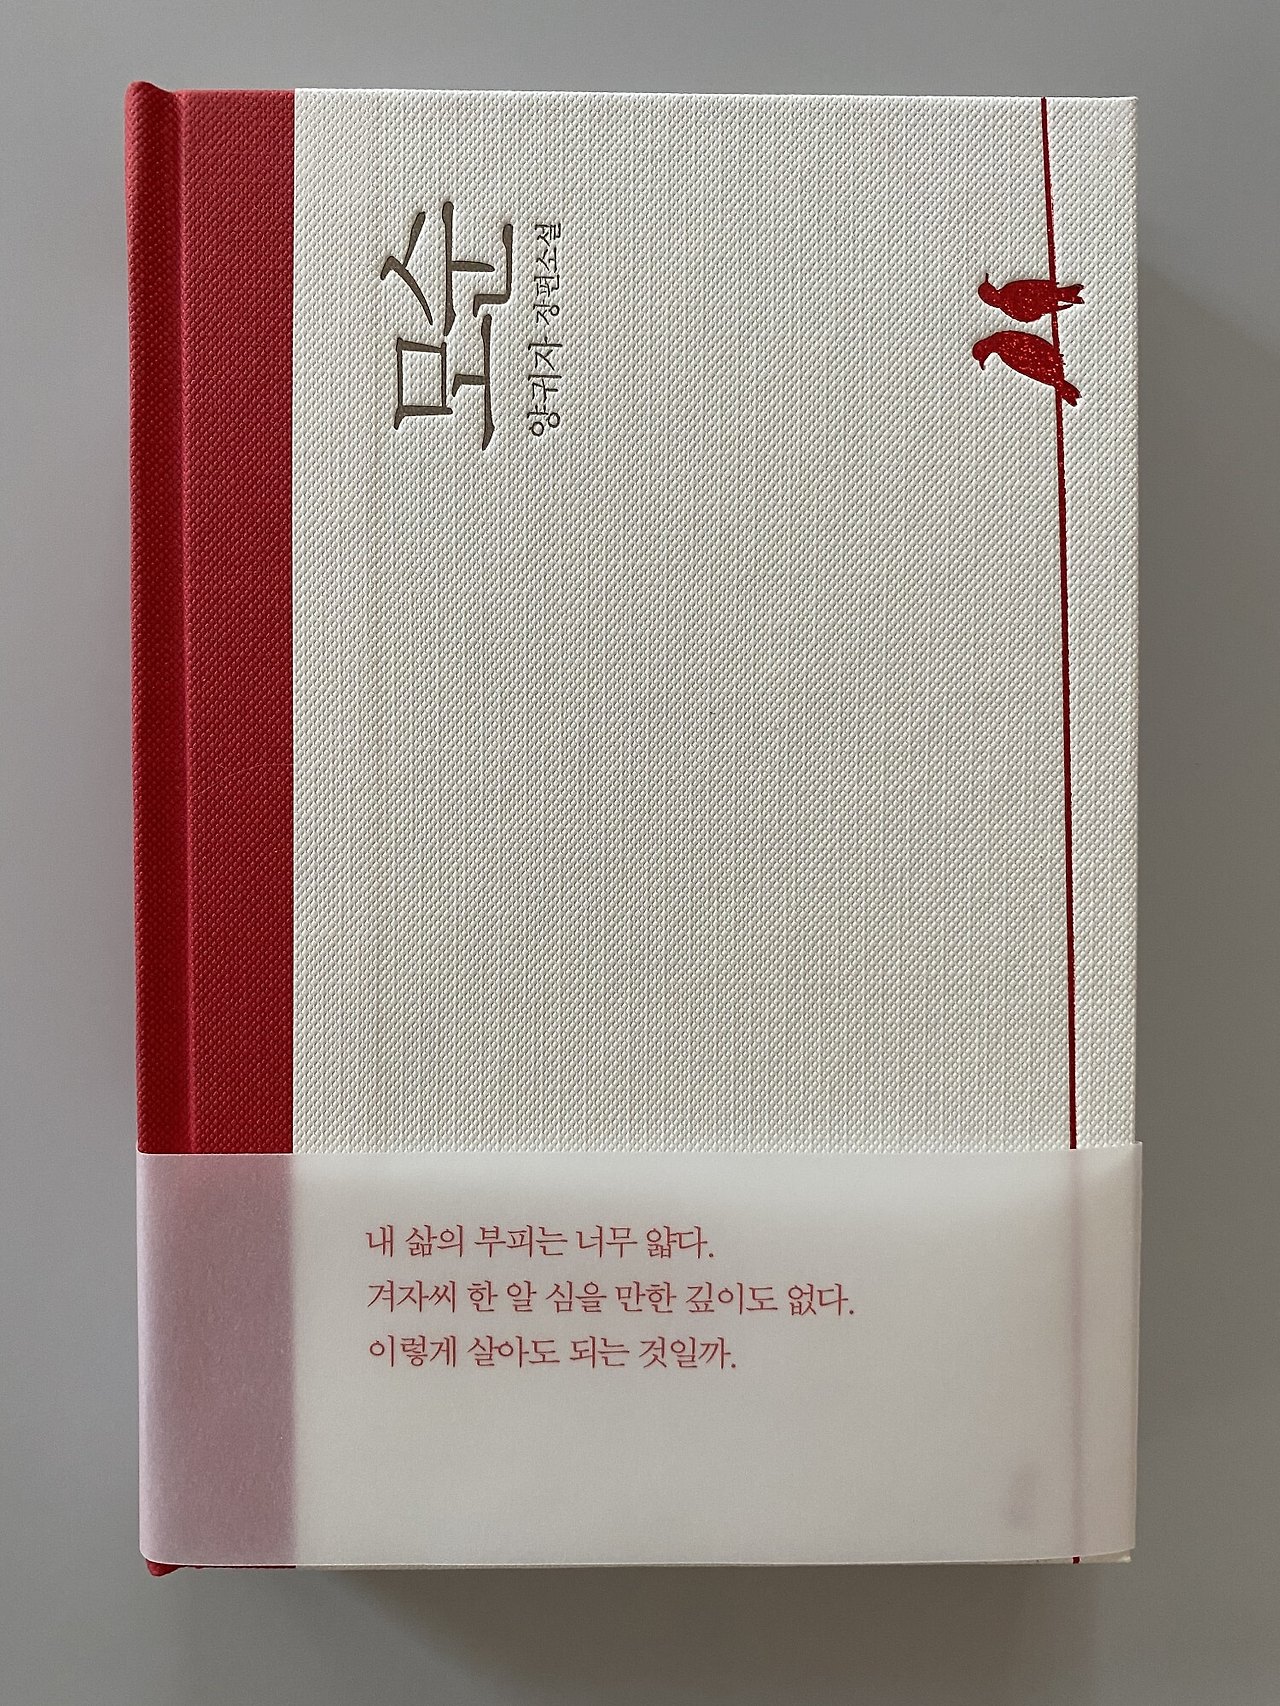 모순
양귀자 장편소설
내 삶의 부피는 너무 얇다.
겨자씨 한 알 심을 만한 깊이도 없다.
이렇게 살아도 되는 것일까.